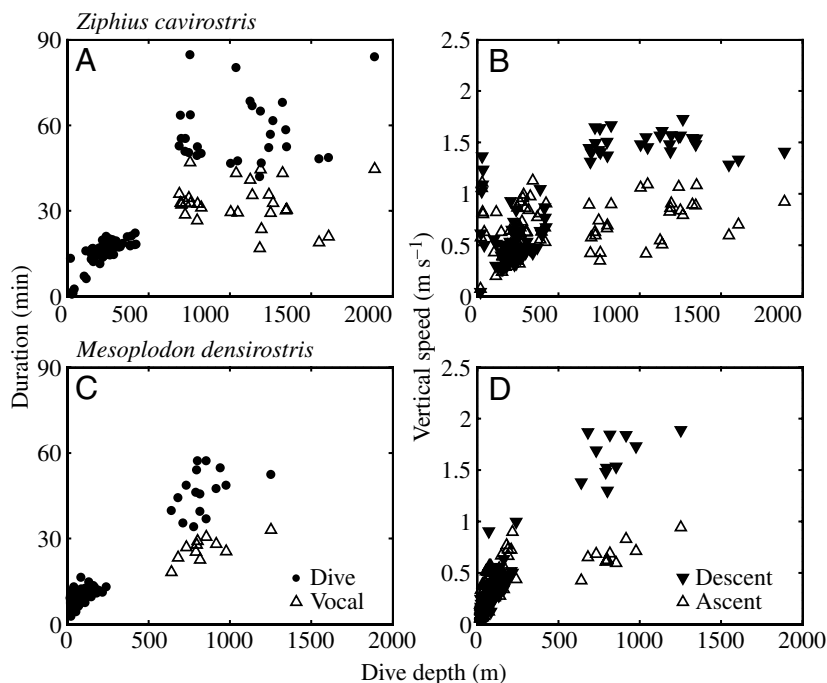 Ziphius cavirostris
A
B
90
60
30
0
0 500 1000 1500 2000
2.5
2
1.5
1
0.5
0
0 500 1000 1500 2000
Mesoplodon densirostris
C
D
90
60
30
0
0 500 1000 1500 2000
Dive
Vocal
2.5
2
1.5
1
0.5
0
0 500 1000 1500 2000
Descent
Ascent
Duration (min)
Vertical speed (m s⁻¹)
Dive depth (m)